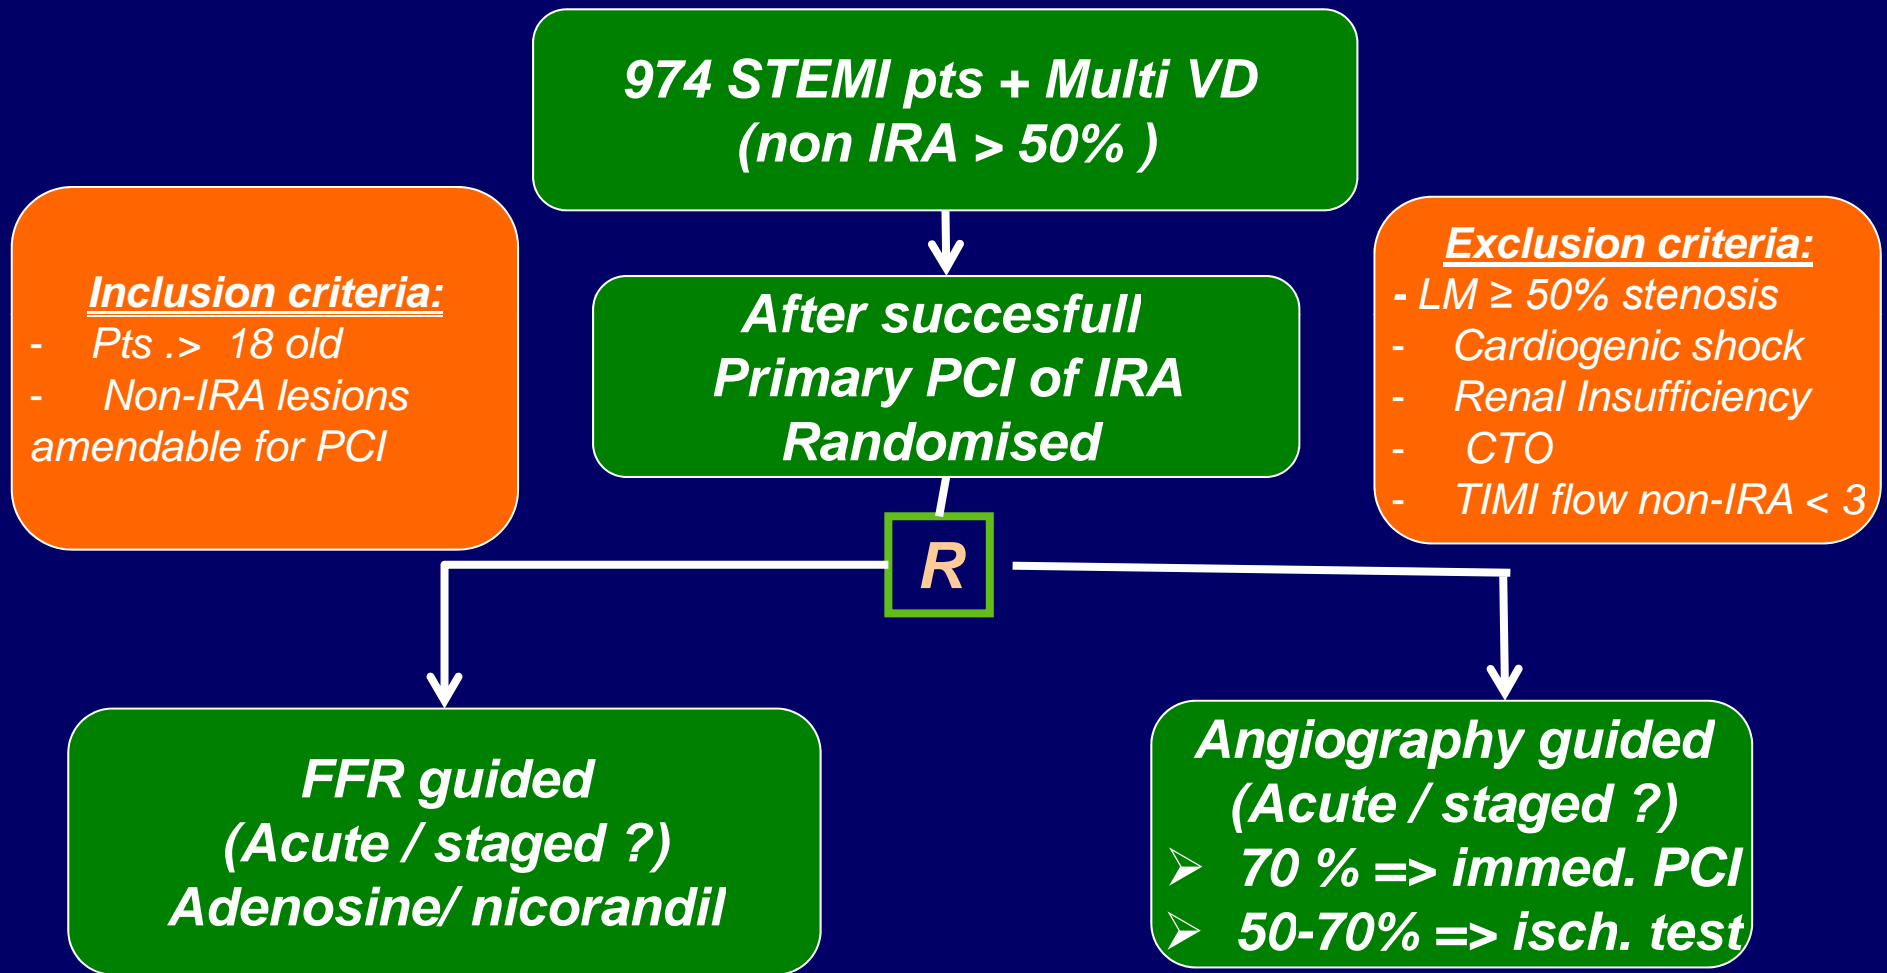 974 STEMI pts + Multi VD
(non IRA > 50% )
Inclusion criteria:
- Pts .> 18 old
- Non-IRA lesions
amendable for PCI
After succesfull
Primary PCI of IRA
Randomised
Exclusion criteria:
- LM ≥ 50% stenosis
- Cardiogenic shock
- Renal Insufficiency
- CTO
- TIMI flow non-IRA < 3
R
FFR guided
(Acute / staged ?)
Adenosine/ nicorandil
Angiography guided
(Acute / staged ?)
➢ 70 % => immed. PCI
➢ 50-70% => isch. test